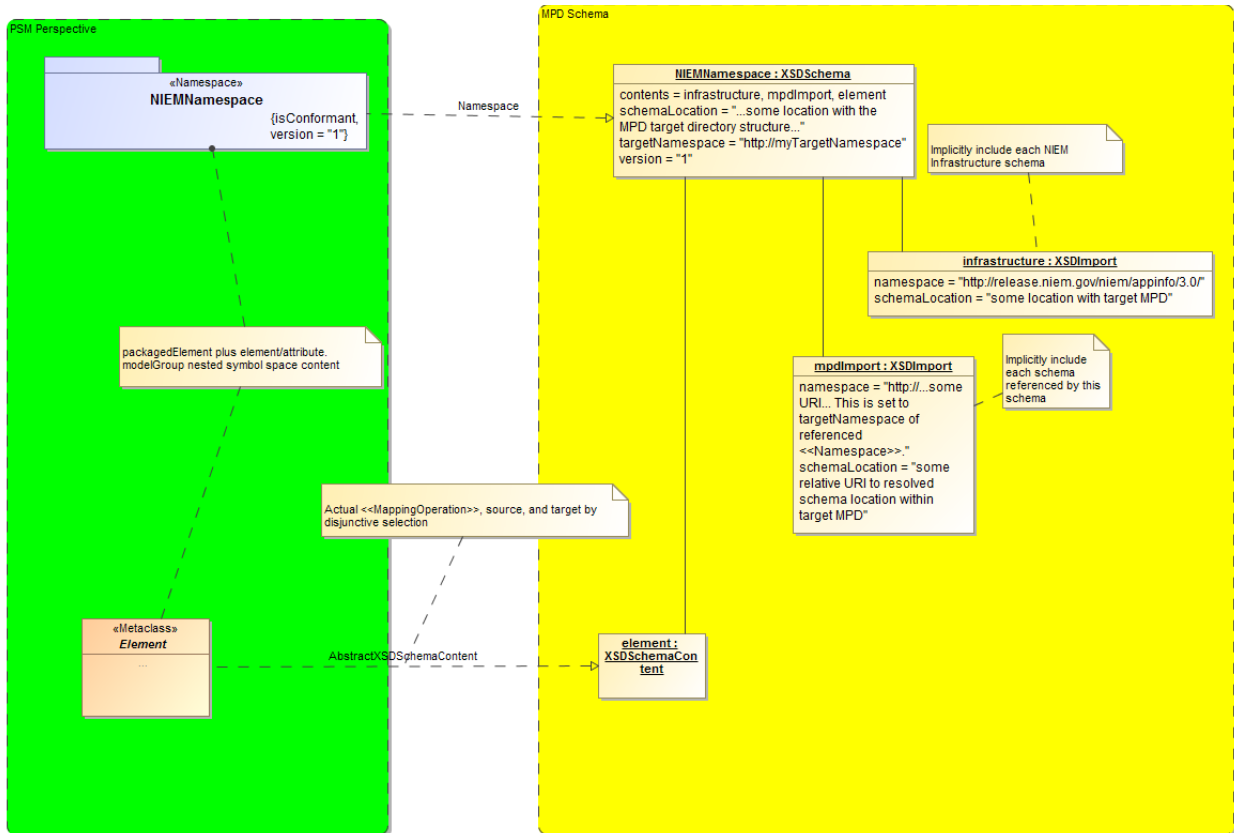 PSM Perspective
«Namespace»
NIEMNamespace
{isConformant,
version = "1"}
packagedElement plus element/attribute.
modelGroup nested symbol space content
«Metaclass»
Element
...
Namespace
Actual <<MappingOperation>>, source, and target by
disjunctive selection
AbstractXSDSchemaContent
MPD Schema
NIEMNamespace : XSDSchema
contents = infrastructure, mpdImport, element
schemaLocation = "...some location with the
MPD target directory structure..."
targetNamespace = "http://myTargetNamespace"
version = "1"
Implicitly include each NIEM
Infrastructure schema
infrastructure : XSDImport
namespace = "http://release.niem.gov/niem/appinfo/3.0/"
schemaLocation = "some location with target MPD"
mpdImport : XSDImport
namespace = "http://...some
URI... This is set to
targetNamespace of
referenced
<<Namespace>>."
schemaLocation = "some
relative URI to resolved
schema location within
target MPD"
Implicitly include
each schema
referenced by this
schema
element :
XSDSchemaCon
tent